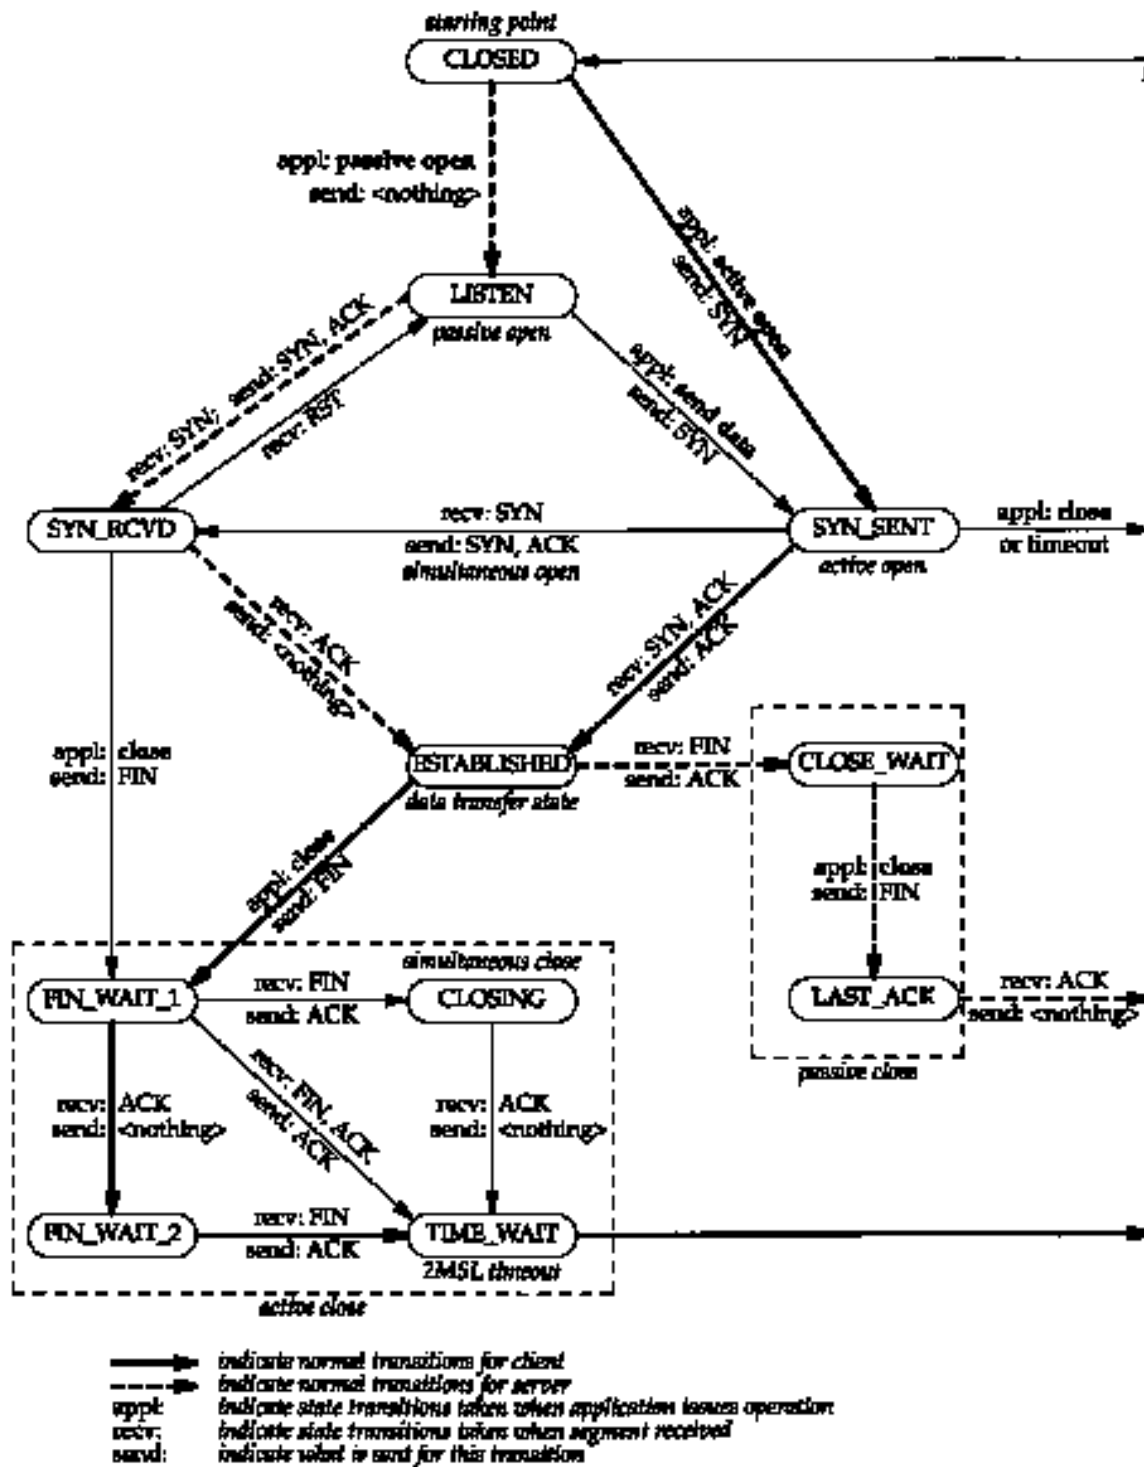 starting point
CLOSED
appl: passive open
send: <nothing>
appl: active open
send: SYN
LISTEN
passive open
recv: SYN; send: SYN, ACK
recv: RST
appl: send data
send: SYN
SYN_RCVD
recv: SYN
send: SYN, ACK
simultaneous open
SYN_SENT
active open
appl: close
or timeout
recv: ACK
send: <nothing>
recv: SYN, ACK
send: ACK
appl: close
send: FIN
ESTABLISHED
data transfer state
recv: FIN
send: ACK
CLOSE_WAIT
appl: close
send: FIN
appl: close
send: FIN
LAST_ACK
recv: ACK
send: <nothing>
passive close
simultaneous close
FIN_WAIT_1
recv: FIN
send: ACK
CLOSING
recv: ACK
send: <nothing>
recv: FIN, ACK
send: ACK
recv: ACK
send: <nothing>
FIN_WAIT_2
recv: FIN
send: ACK
TIME_WAIT
2MSL timeout
active close
indicate normal transitions for client
indicate normal transitions for server
appl: indicate state transitions taken when application issues operation
recv: indicate state transitions taken when segment received
send: indicate what is sent for this transition